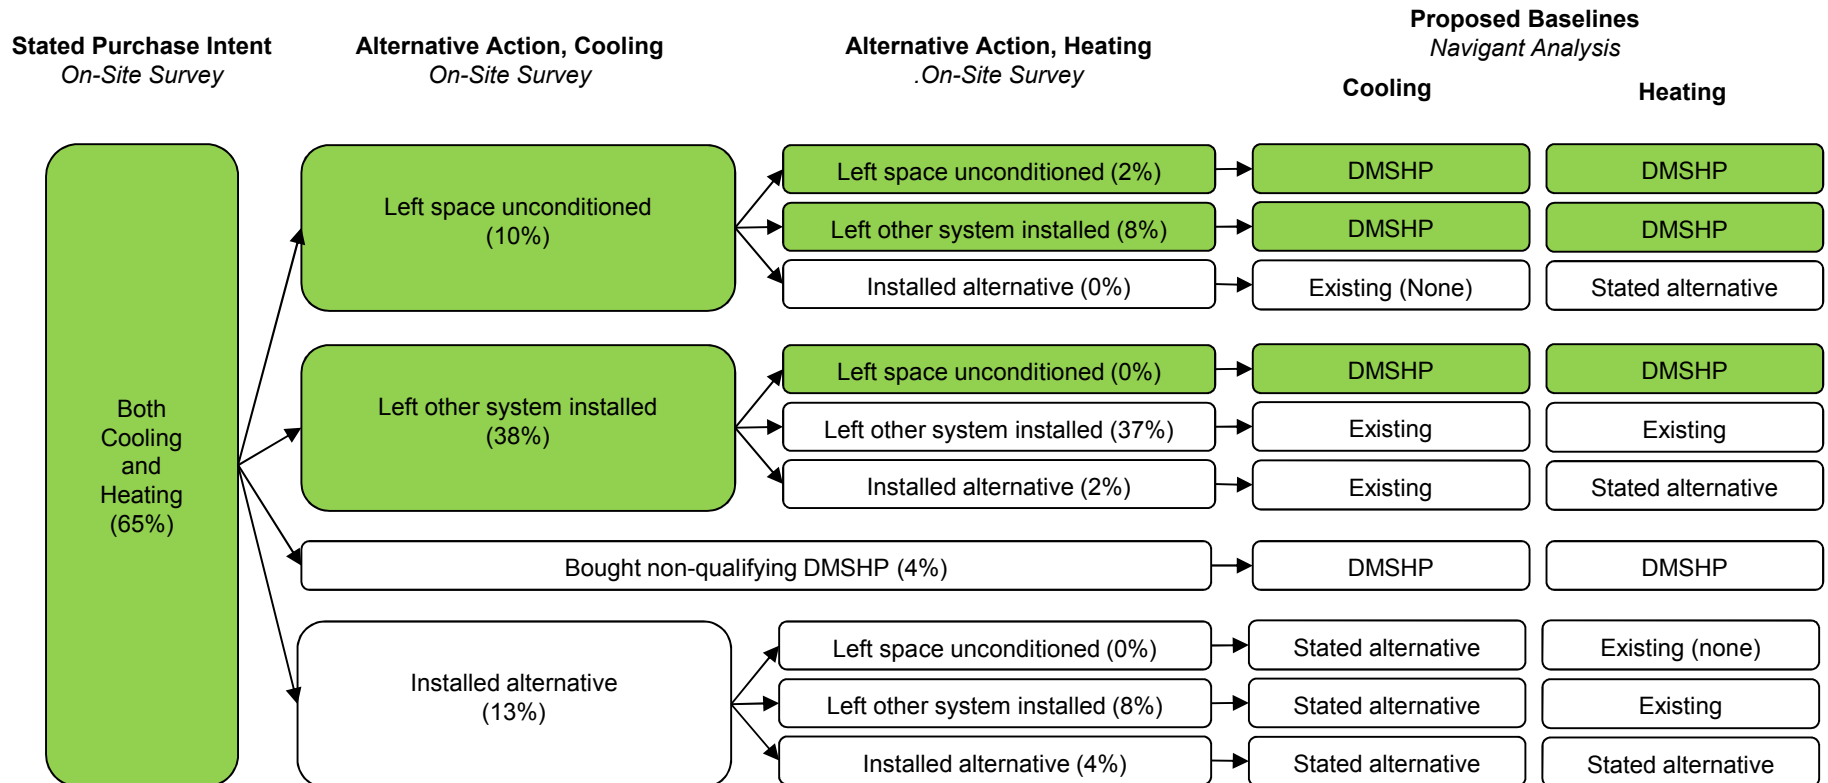 Stated Purchase Intent
On-Site Survey
Alternative Action, Cooling
On-Site Survey
Alternative Action, Heating
.On-Site Survey
Proposed Baselines
Navigant Analysis
Cooling
Heating
Both
Cooling
and
Heating
(65%)
Left space unconditioned
(10%)
Left space unconditioned (2%)
DMSHP
DMSHP
Left other system installed (8%)
DMSHP
DMSHP
Installed alternative (0%)
Existing (None)
Stated alternative
Left other system installed
(38%)
Left space unconditioned (0%)
DMSHP
DMSHP
Left other system installed (37%)
Existing
Existing
Installed alternative (2%)
Existing
Stated alternative
Bought non-qualifying DMSHP (4%)
DMSHP
DMSHP
Installed alternative
(13%)
Left space unconditioned (0%)
Stated alternative
Existing (none)
Left other system installed (8%)
Stated alternative
Existing
Installed alternative (4%)
Stated alternative
Stated alternative